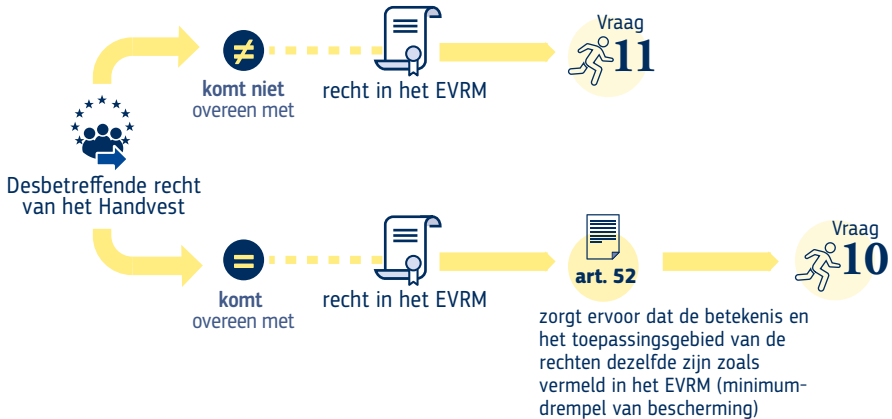 Vraag
11
≠
komt niet
overeen met
recht in het EVRM
Desbetreffende recht
van het Handvest
=
komt
overeen met
recht in het EVRM
art. 52
Vraag
10
zorgt ervoor dat de betekenis en
het toepassingsgebied van de
rechten dezelfde zijn zoals
vermeld in het EVRM (minimum-
drempel van bescherming)